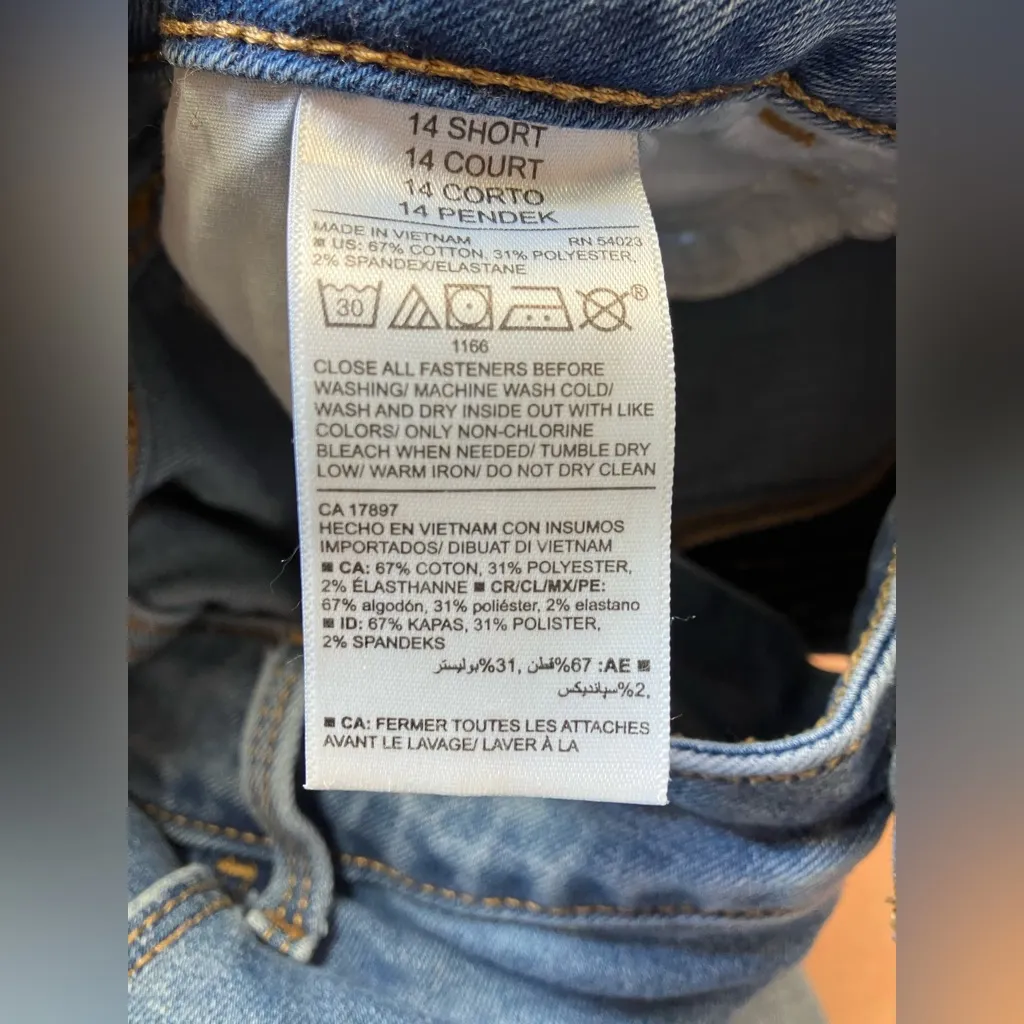 14 SHORT
14 COURT
14 CORTO
14 PENDEK
MADE IN VIETNAM RN 54023
■ US: 67% COTTON, 31% POLYESTER,
2% SPANDEX/ELASTANE
30 ®
1166
CLOSE ALL FASTENERS BEFORE
WASHING/ MACHINE WASH COLD/
WASH AND DRY INSIDE OUT WITH LIKE
COLORS/ ONLY NON-CHLORINE
BLEACH WHEN NEEDED/ TUMBLE DRY
LOW/ WARM IRON/ DO NOT DRY CLEAN
CA 17897
HECHO EN VIETNAM CON INSUMOS
IMPORTADOS/ DIBUAT DI VIETNAM
■ CA: 67% COTON, 31% POLYESTER,
2% ÉLASTHANNE ■ CR/CL/MX/PE:
67% algodón, 31% poliéster, 2% elastano
■ ID: 67% KAPAS, 31% POLISTER,
2% SPANDEKS
■ AE: 67%قطن ,31%بوليستر
,2%سپانديكس
■ CA: FERMER TOUTES LES ATTACHES
AVANT LE LAVAGE/ LAVER À LA